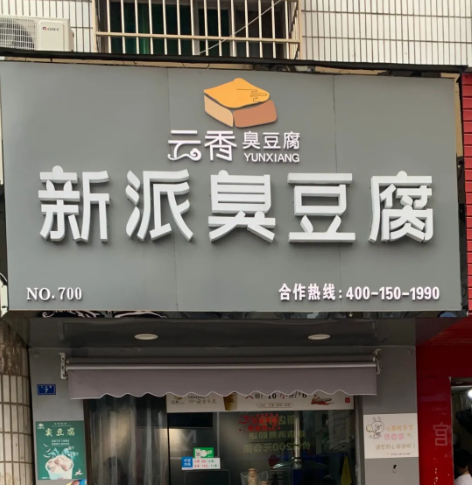 云香 臭豆腐
YUNXIANG
新派臭豆腐
NO.700
合作热线:400-150-1990
臭豆腐